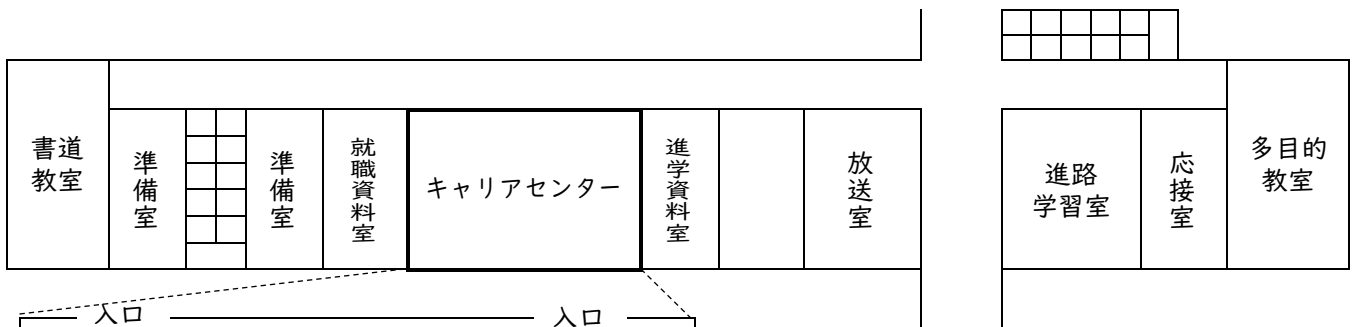 書道
教室
準備室
準備室
就職資料室
キャリアセンター
進学資料室
放送室
進路
学習室
応接室
多目的
教室
入口
入口